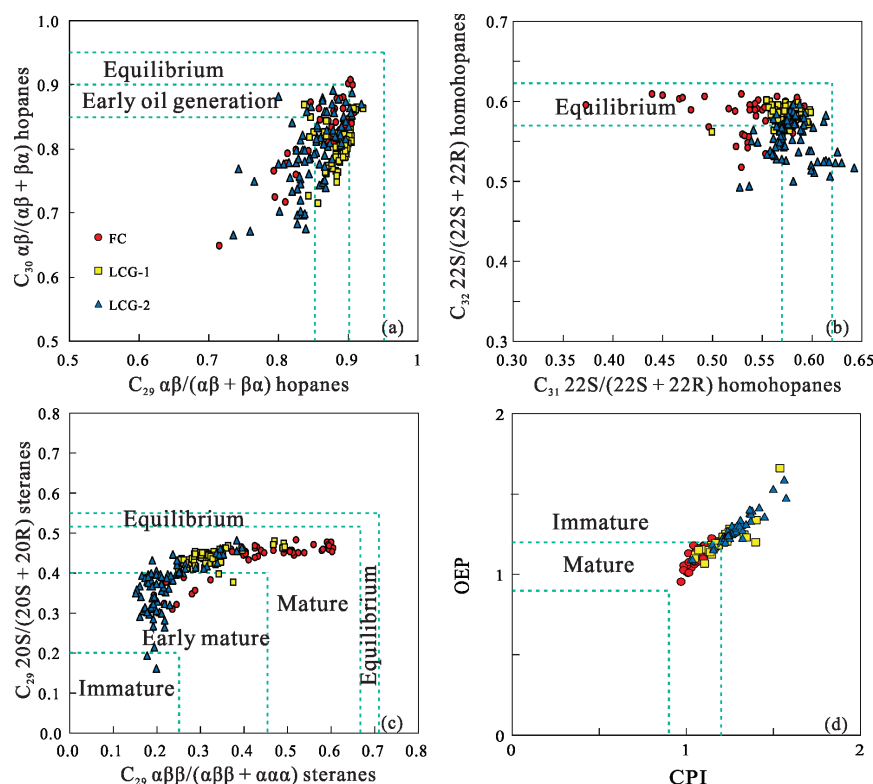 1.0
0.9
0.8
0.7
0.6
0.5
C₃₀ αβ/(αβ + βα) hopanes
Equilibrium
Early oil generation
FC
LCG-1
LCG-2
(a)
0.5 0.6 0.7 0.8 0.9 1
C₂₉ αβ/(αβ + βα) hopanes
0.7
0.6
0.5
0.4
0.3
C₃₂ 22S/(22S + 22R) homohopanes
Equilibrium
(b)
0.30 0.35 0.40 0.45 0.50 0.55 0.60 0.65
C₃₁ 22S/(22S + 22R) homohopanes
0.8
0.7
0.6
0.5
0.4
0.3
0.2
0.1
0.0
C₂₉ 20S/(20S + 20R) steranes
Equilibrium
Mature
Early mature
Immature
Equilibrium
(c)
0.0 0.1 0.2 0.3 0.4 0.5 0.6 0.7 0.8
C₂₉ αββ/(αββ + ααα) steranes
2
1
0
OEP
Immature
Mature
(d)
0 1 2
CPI